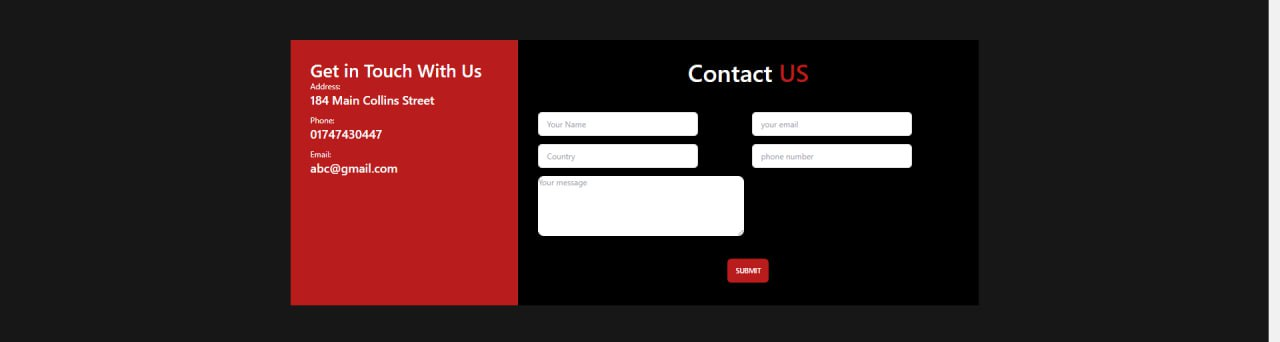 Get in Touch With Us
Address:
184 Main Collins Street
Phone:
01747430447
Email:
abc@gmail.com
Contact US
Your Name
your email
Country
phone number
Your message
SUBMIT